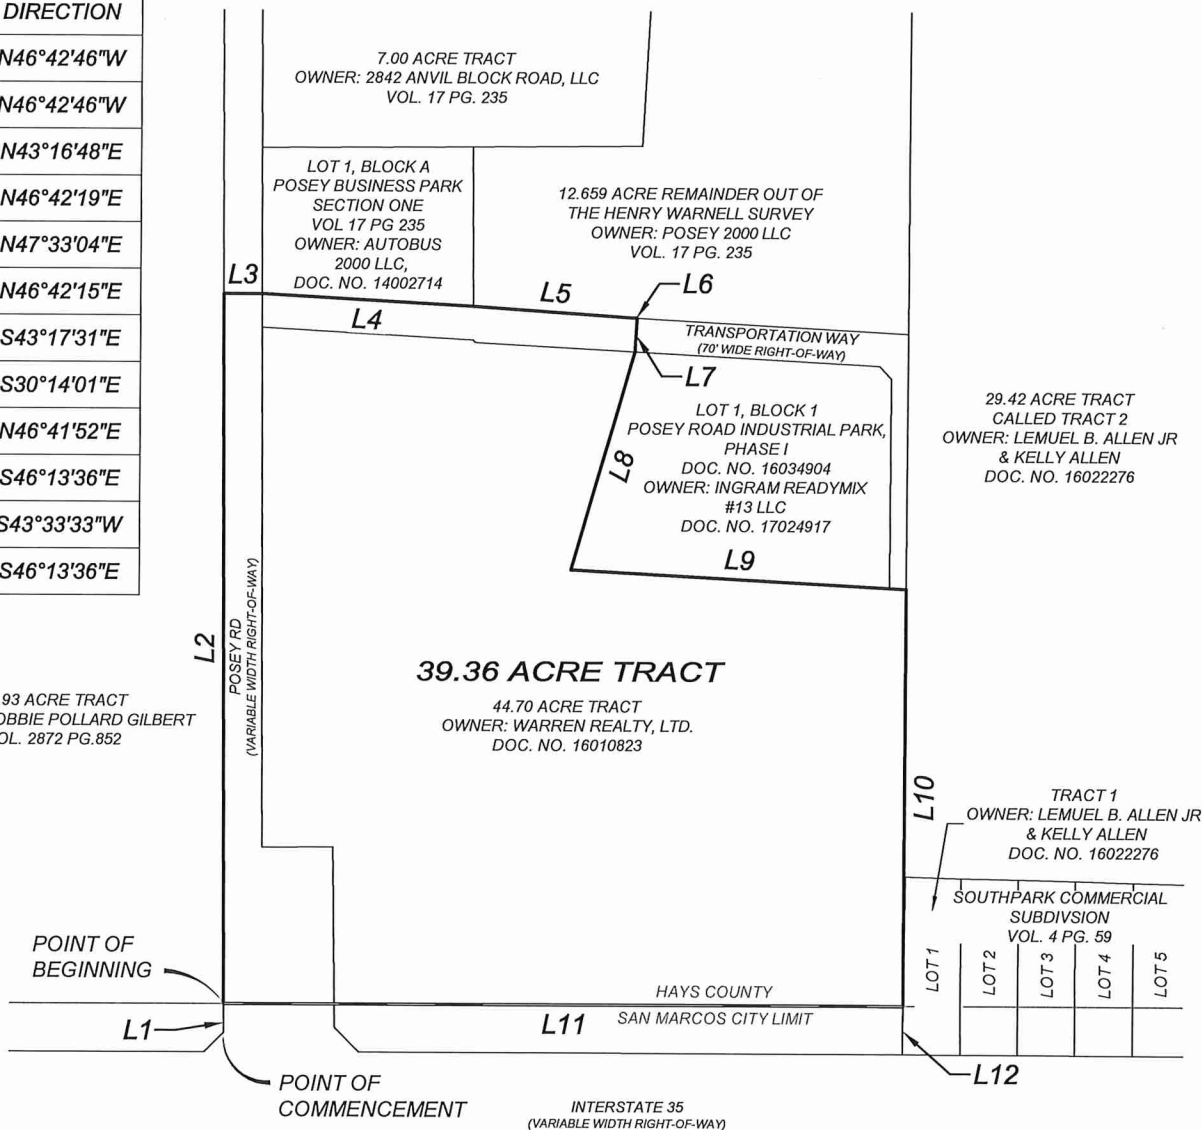 DIRECTION
N46°42'46"W
N46°42'46"W
N43°16'48"E
N46°42'19"E
N47°33'04"E
N46°42'15"E
S43°17'31"E
S30°14'01"E
N46°41'52"E
S46°13'36"E
S43°33'33"W
S46°13'36"E
7.00 ACRE TRACT
OWNER: 2842 ANVIL BLOCK ROAD, LLC
VOL. 17 PG. 235
LOT 1, BLOCK A
POSEY BUSINESS PARK
SECTION ONE
VOL 17 PG 235
OWNER: AUTOBUS
2000 LLC,
DOC. NO. 14002714
12.659 ACRE REMAINDER OUT OF
THE HENRY WARNELL SURVEY
OWNER: POSEY 2000 LLC
VOL. 17 PG. 235
L3
L4
L5
L6
TRANSPORTATION WAY
(70' WIDE RIGHT-OF-WAY)
L7
LOT 1, BLOCK 1
POSEY ROAD INDUSTRIAL PARK,
PHASE I
DOC. NO. 16034904
OWNER: INGRAM READYMIX
#13 LLC
DOC. NO. 17024917
L8
L9
29.42 ACRE TRACT
CALLED TRACT 2
OWNER: LEMUEL B. ALLEN JR
& KELLY ALLEN
DOC. NO. 16022276
L2
POSEY RD
(VARIABLE WIDTH RIGHT-OF-WAY)
39.36 ACRE TRACT
44.70 ACRE TRACT
OWNER: WARREN REALTY, LTD.
DOC. NO. 16010823
93 ACRE TRACT
OBBIE POLLARD GILBERT
OL. 2872 PG.852
L10
TRACT 1
OWNER: LEMUEL B. ALLEN JR
& KELLY ALLEN
DOC. NO. 16022276
SOUTHPARK COMMERCIAL
SUBDIVSION
VOL. 4 PG. 59
LOT 1
LOT 2
LOT 3
LOT 4
LOT 5
POINT OF
BEGINNING
HAYS COUNTY
SAN MARCOS CITY LIMIT
L1
L11
L12
POINT OF
COMMENCEMENT
INTERSTATE 35
(VARIABLE WIDTH RIGHT-OF-WAY)